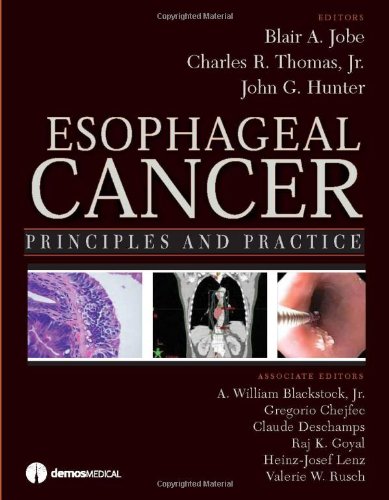 Copyrighted Material
EDITORS
Blair A. Jobe
Charles R. Thomas, Jr.
John G. Hunter
ESOPHAGEAL
CANCER
PRINCIPLES AND PRACTICE
ASSOCIATE EDITORS
A. William Blackstock, Jr.
Gregorio Chejfec
Claude Deschamps
Raj K. Goyal
Heinz-Josef Lenz
Valerie W. Rusch
demosMEDICAL
Copyrighted Material